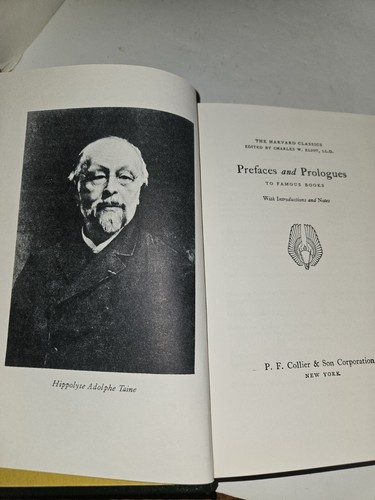 Hippolyte Adolphe Taine
THE HARVARD CLASSICS
EDITED BY CHARLES W. ELIOT, LL.D.
Prefaces and Prologues
TO FAMOUS BOOKS
With Introductions and Notes
P. F. Collier & Son Corporation
NEW YORK